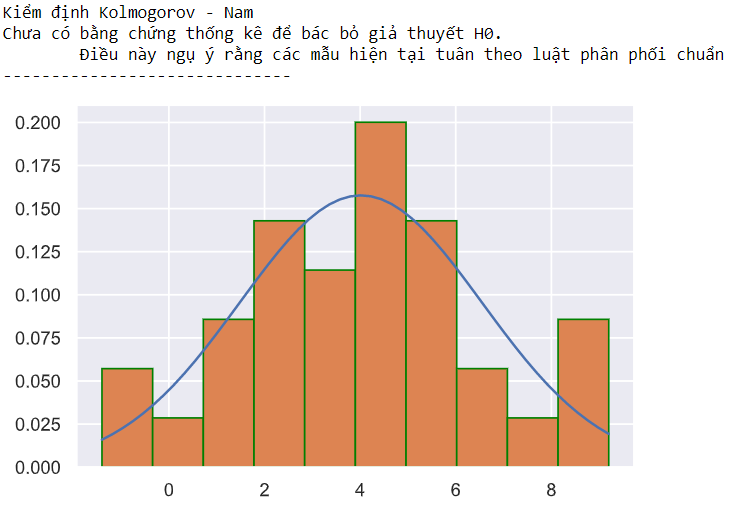 Kiểm định Kolmogorov - Nam
Chưa có bằng chứng thống kê để bác bỏ giả thuyết H0.
Điều này ngụ ý rằng các mẫu hiện tại tuân theo luật phân phối chuẩn
------------------------------
0.200
0.175
0.150
0.125
0.100
0.075
0.050
0.025
0.000
0 2 4 6 8